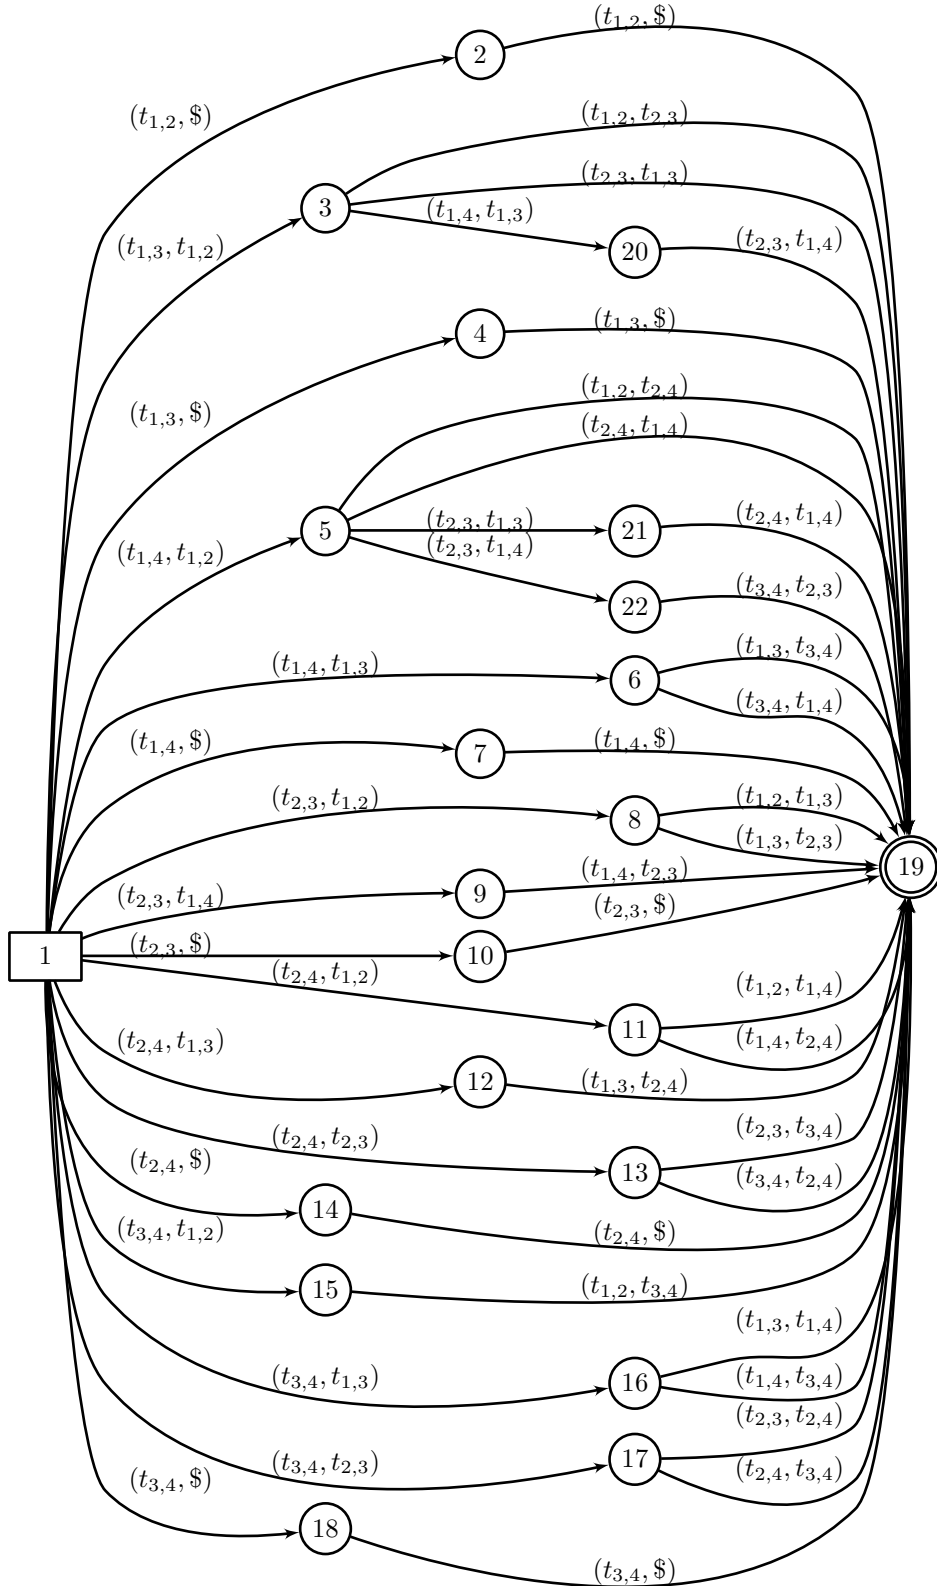 (t_{1,2}, $)
2
(t_{1,2}, $)
(t_{1,2}, t_{2,3})
(t_{2,3}, t_{1,3})
3
(t_{1,4}, t_{1,3})
(t_{1,3}, t_{1,2})
20
(t_{2,3}, t_{1,4})
4
(t_{1,3}, $)
(t_{1,2}, t_{2,4})
(t_{1,3}, $)
(t_{2,4}, t_{1,4})
(t_{2,4}, t_{1,4})
5
(t_{2,3}, t_{1,3})
21
(t_{1,4}, t_{1,2})
(t_{2,3}, t_{1,4})
(t_{3,4}, t_{2,3})
22
(t_{1,3}, t_{3,4})
(t_{1,4}, t_{1,3})
6
(t_{3,4}, t_{1,4})
(t_{1,4}, $)
7
(t_{1,4}, $)
(t_{2,3}, t_{1,2})
(t_{1,2}, t_{1,3})
8
(t_{1,3}, t_{2,3})
19
(t_{2,3}, t_{1,4})
9
(t_{1,4}, t_{2,3})
(t_{2,3}, $)
1
(t_{2,3}, $)
10
(t_{2,4}, t_{1,2})
(t_{1,2}, t_{1,4})
11
(t_{1,4}, t_{2,4})
(t_{2,4}, t_{1,3})
12
(t_{1,3}, t_{2,4})
(t_{2,4}, t_{2,3})
(t_{2,3}, t_{3,4})
13
(t_{3,4}, t_{2,4})
(t_{2,4}, $)
14
(t_{2,4}, $)
(t_{3,4}, t_{1,2})
15
(t_{1,2}, t_{3,4})
(t_{1,3}, t_{1,4})
(t_{3,4}, t_{1,3})
16
(t_{1,4}, t_{3,4})
(t_{2,3}, t_{2,4})
(t_{3,4}, t_{2,3})
17
(t_{2,4}, t_{3,4})
(t_{3,4}, $)
18
(t_{3,4}, $)